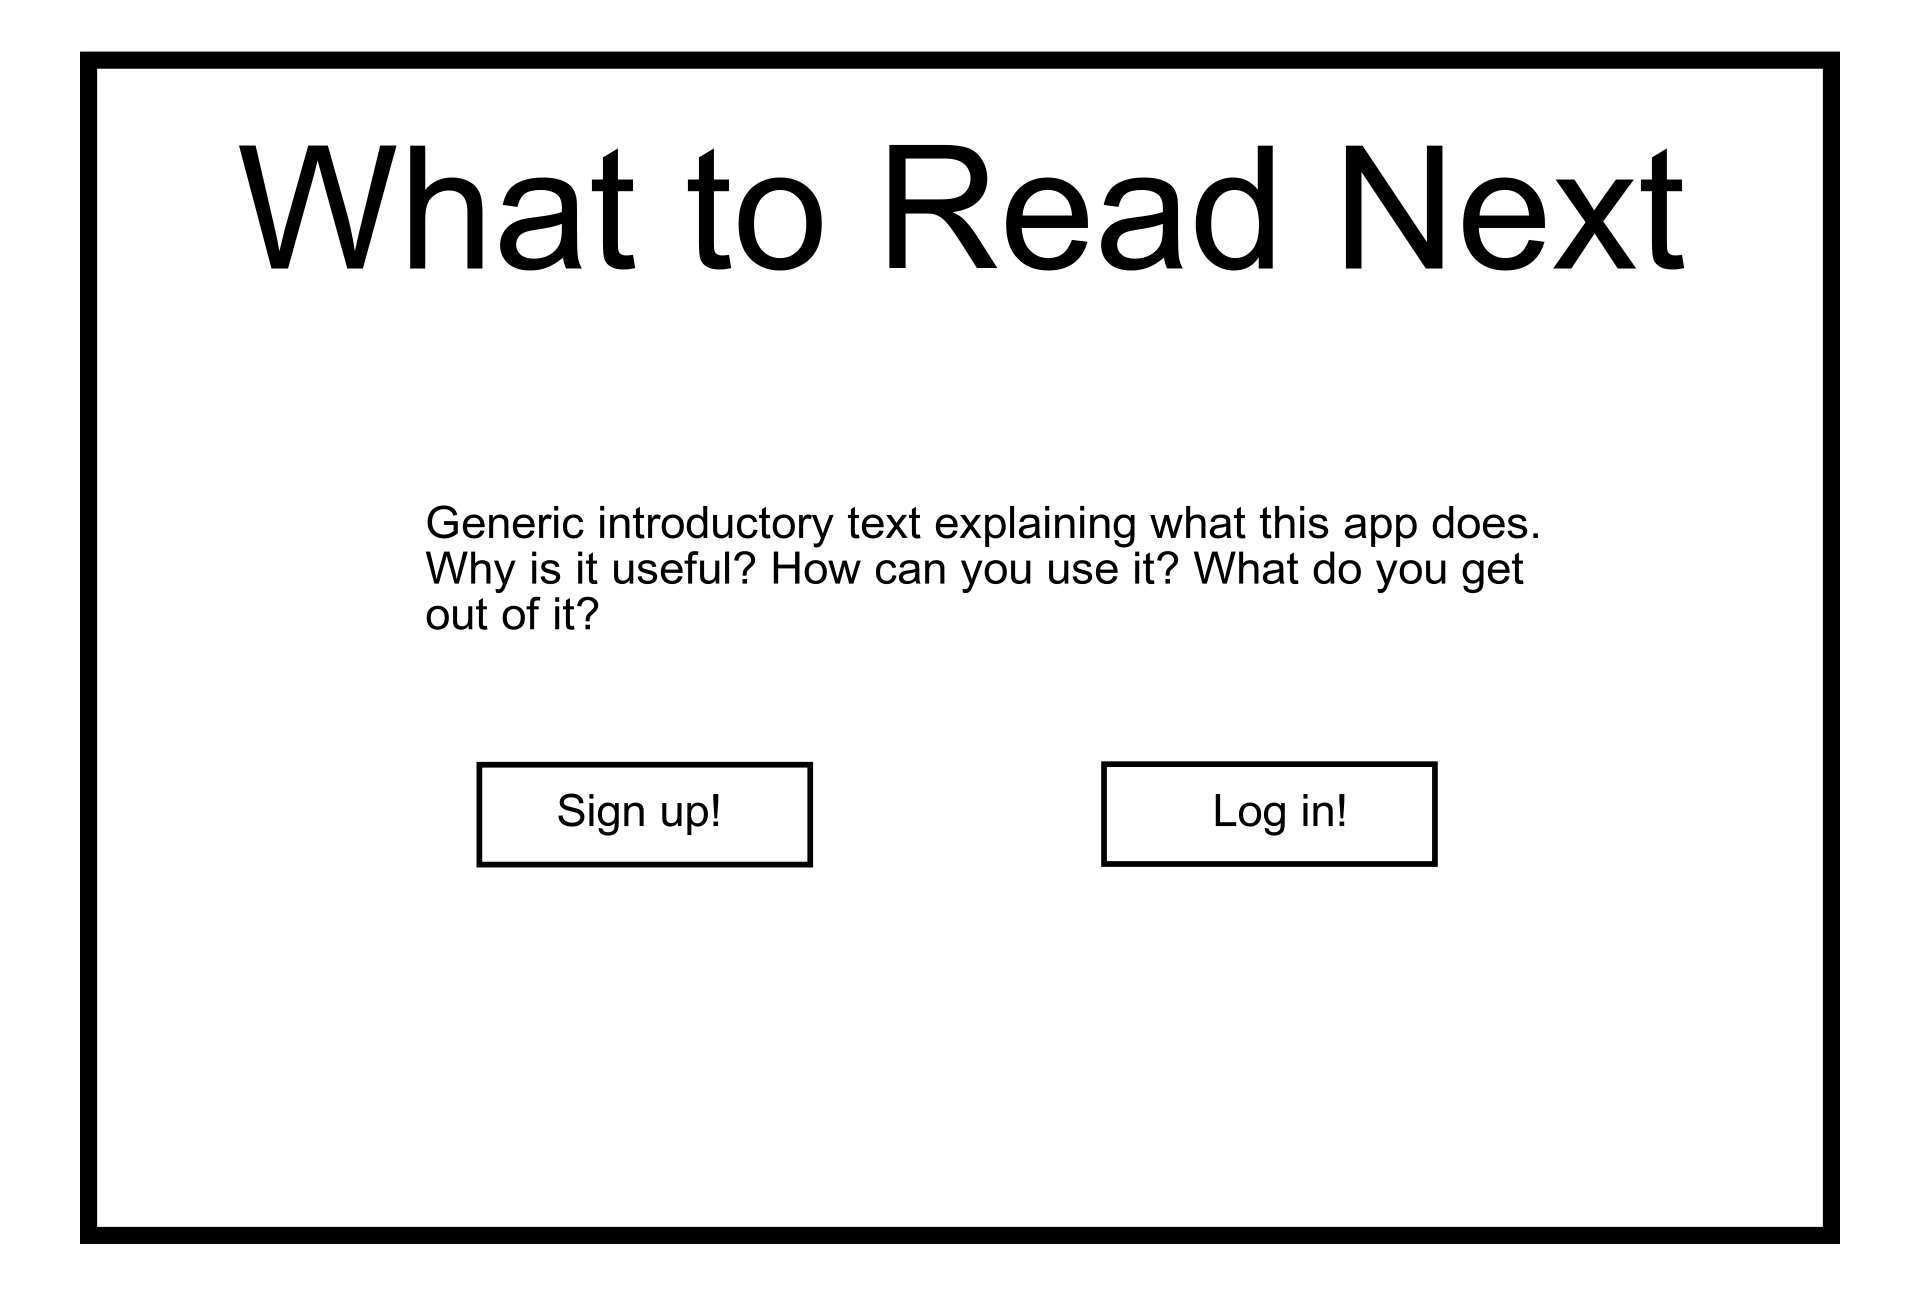 What to Read Next
Generic introductory text explaining what this app does.
Why is it useful? How can you use it? What do you get
out of it?
Sign up!
Log in!